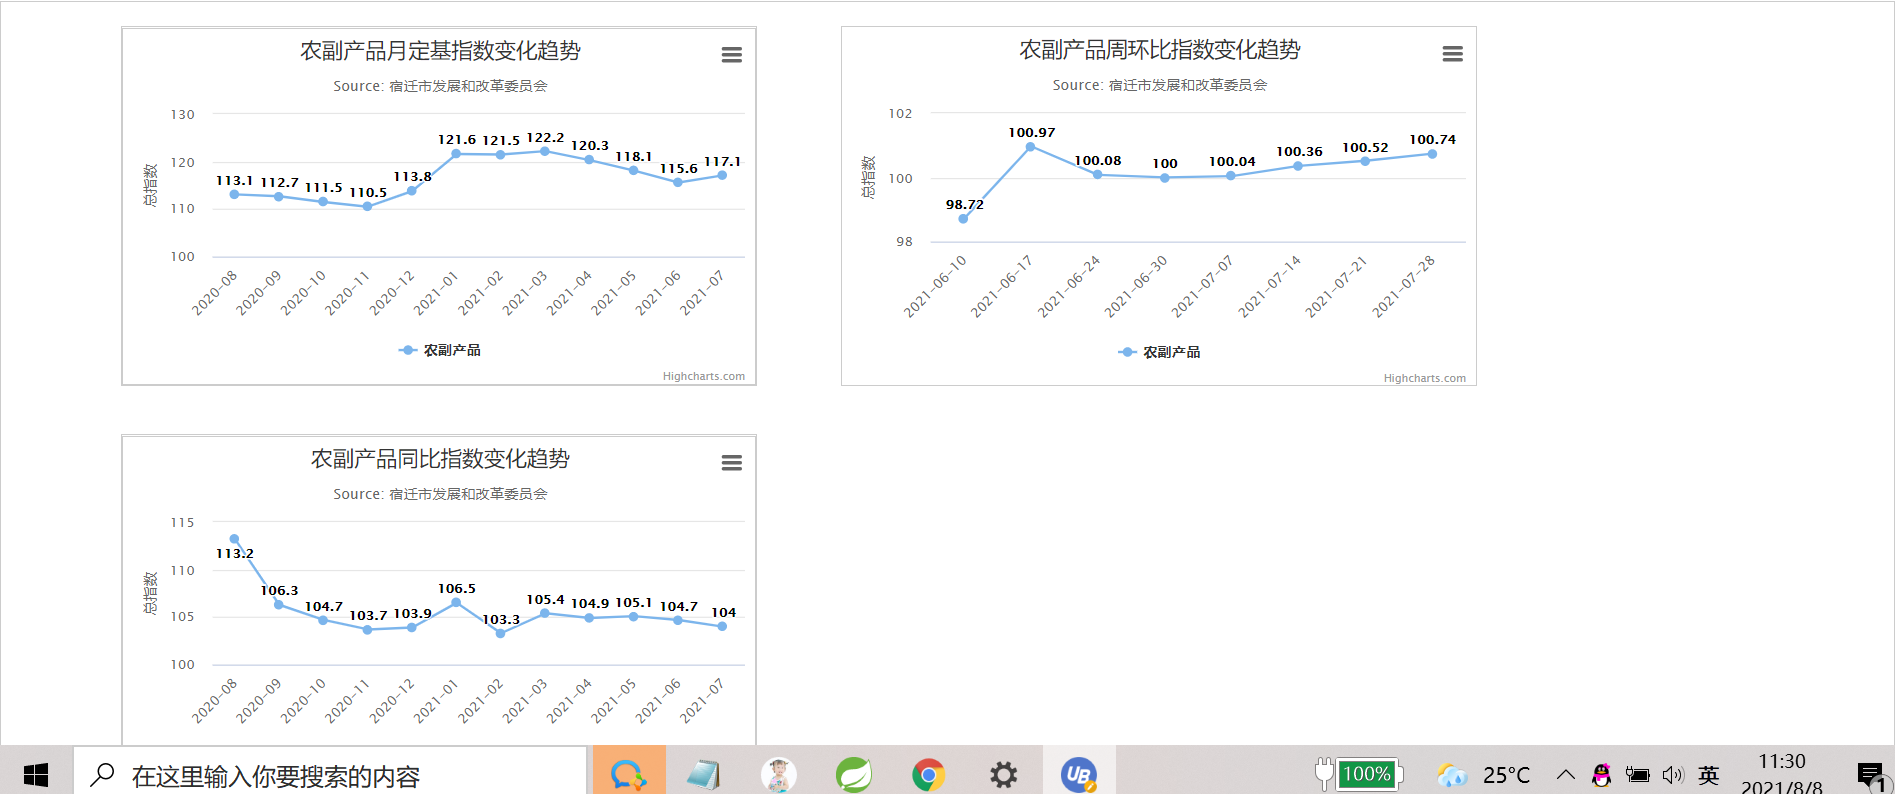 农副产品月定基指数变化趋势
Source: 宿迁市发展和改革委员会
总指数
130
120
110
100
113.1 112.7 111.5 110.5 113.8 121.6 121.5 122.2 120.3 118.1 115.6 117.1
2020-08 2020-09 2020-10 2020-11 2020-12 2021-01 2021-02 2021-03 2021-04 2021-05 2021-06 2021-07
农副产品
Highcharts.com
农副产品周环比指数变化趋势
Source: 宿迁市发展和改革委员会
总指数
102
100
98
98.72 100.97 100.08 100 100.04 100.36 100.52 100.74
2021-06-10 2021-06-17 2021-06-24 2021-06-30 2021-07-07 2021-07-14 2021-07-21 2021-07-28
农副产品
Highcharts.com
农副产品同比指数变化趋势
Source: 宿迁市发展和改革委员会
总指数
115
110
105
100
113.2 106.3 104.7 103.7 103.9 106.5 103.3 105.4 104.9 105.1 104.7 104
2020-08 2020-09 2020-10 2020-11 2020-12 2021-01 2021-02 2021-03 2021-04 2021-05 2021-06 2021-07
在这里输入你要搜索的内容
UB
100%
25°C
英
11:30
2021/8/8
1